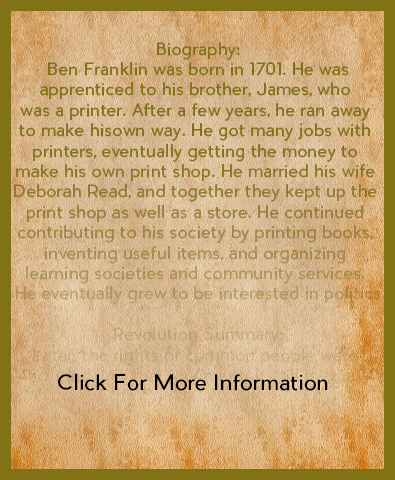 Biography:
Ben Franklin was born in 1701. He was
apprenticed to his brother, James, who
was a printer. After a few years, he ran away
to make hisown way. He got many jobs with
printers, eventually getting the money to
make his own print shop. He married his wife
Deborah Read, and together they kept up the
print shop as well as a store. He continued
contributing to his society by printing books,
inventing useful items, and organizing
learning societies and community services.
He eventually grew to be interested in politics
Revolution Summary:
the rights of common people were
Click For More Information